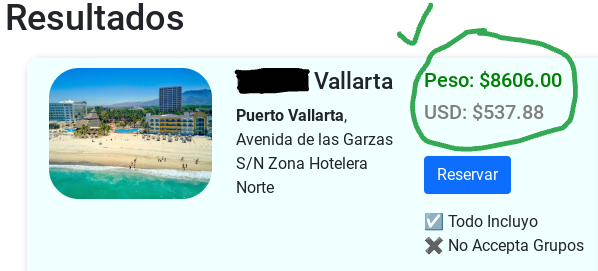 Resultados
Vallarta
Puerto Vallarta,
Avenida de las Garzas
S/N Zona Hotelera
Norte
Peso: $8606.00
USD: $537.88
Reservar
Todo Incluyo
No Accepta Grupos